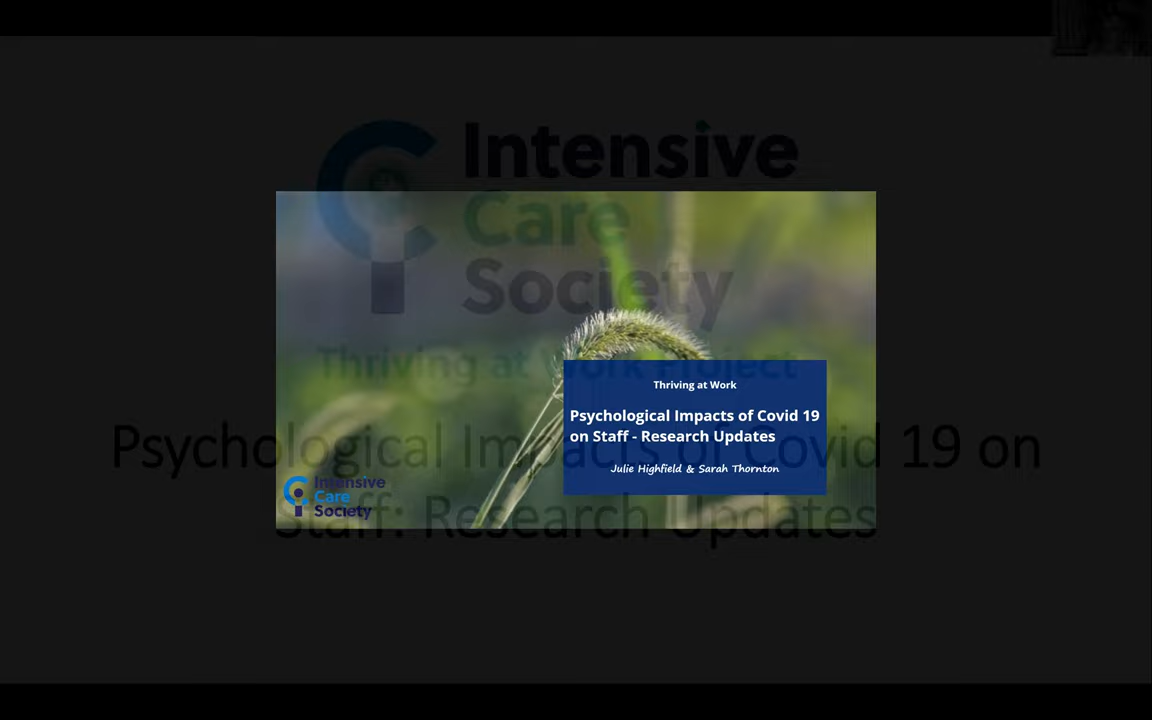 Intensive
Care
Society
Thriving at Work Project
Psychological Impacts of Covid 19 on
Staff: Research Updates
Thriving at Work
Psychological Impacts of Covid 19
on Staff - Research Updates
Julie Highfield & Sarah Thornton
Intensive
Care
Society